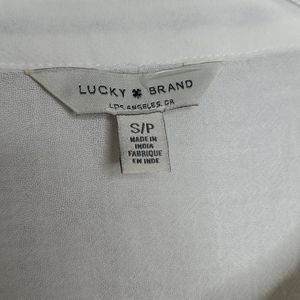 LUCKY BRAND
LOS ANGELES, CA
S/P
MADE IN
INDIA
FABRIQUE
EN INDE